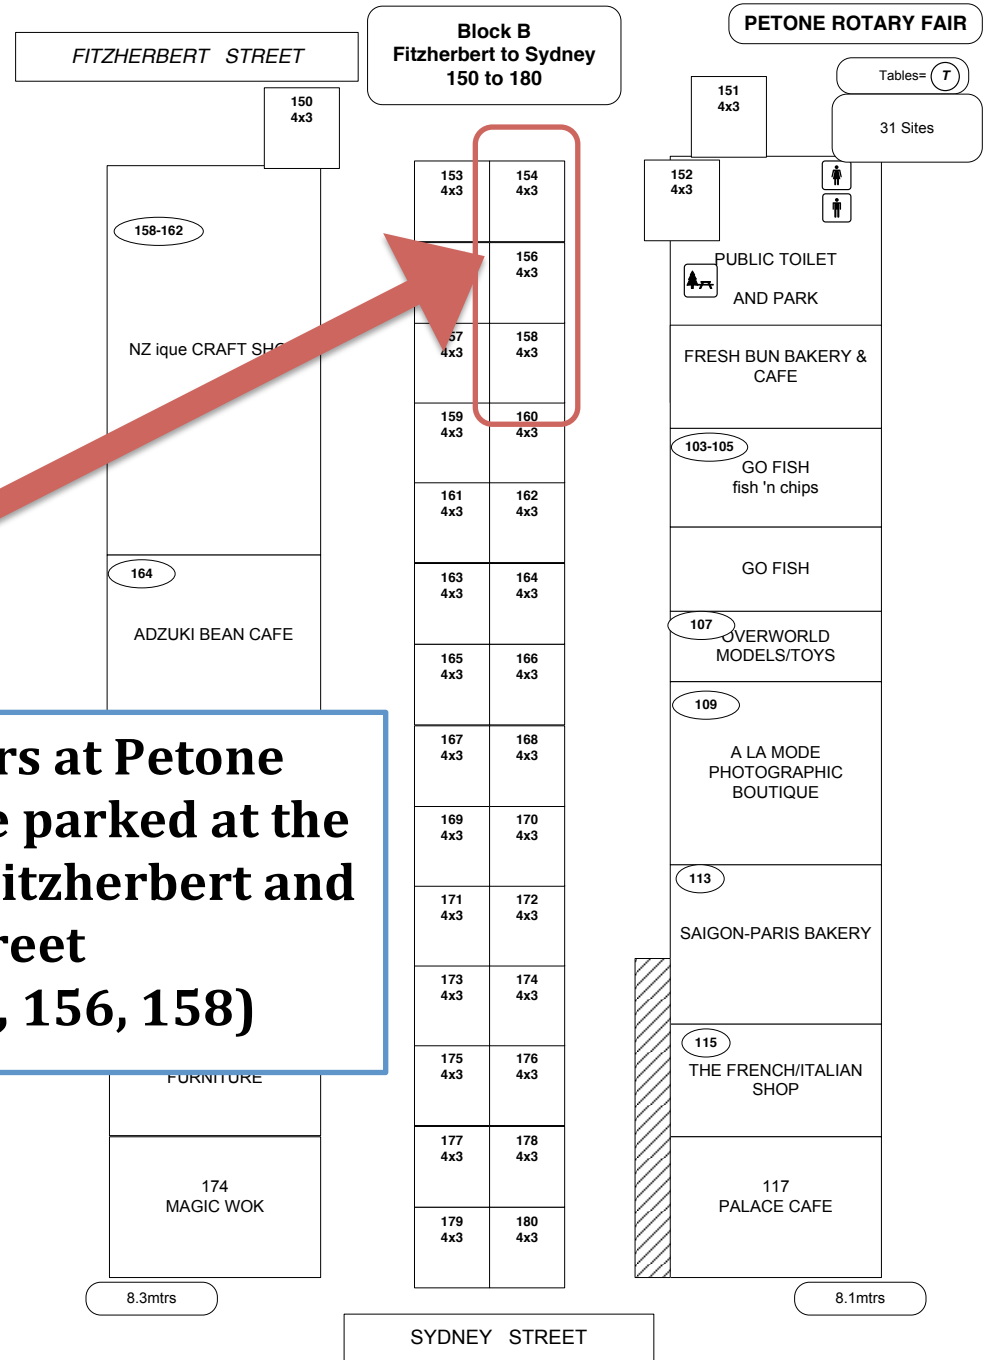 FITZHERBERT STREET
Block B
Fitzherbert to Sydney
150 to 180
PETONE ROTARY FAIR
Tables= T
31 Sites
150
4x3
151
4x3
152
4x3
158-162
NZ ique CRAFT
164
ADZUKI BEAN CAFE
FURNITURE
174
MAGIC WOK
8.3mtrs
153
4x3
154
4x3
156
4x3
57
4x3
158
4x3
159
4x3
160
4x3
161
4x3
162
4x3
163
4x3
164
4x3
165
4x3
166
4x3
167
4x3
168
4x3
169
4x3
170
4x3
171
4x3
172
4x3
173
4x3
174
4x3
175
4x3
176
4x3
177
4x3
178
4x3
179
4x3
180
4x3
PUBLIC TOILET
AND PARK
FRESH BUN BAKERY &
CAFE
103-105
GO FISH
fish 'n chips
GO FISH
107
OVERWORLD
MODELS/TOYS
109
A LA MODE
PHOTOGRAPHIC
BOUTIQUE
113
SAIGON-PARIS BAKERY
115
THE FRENCH/ITALIAN
SHOP
117
PALACE CAFE
8.1mtrs
rs at Petone
e parked at the
itzherbert and
reet
, 156, 158)
SYDNEY STREET